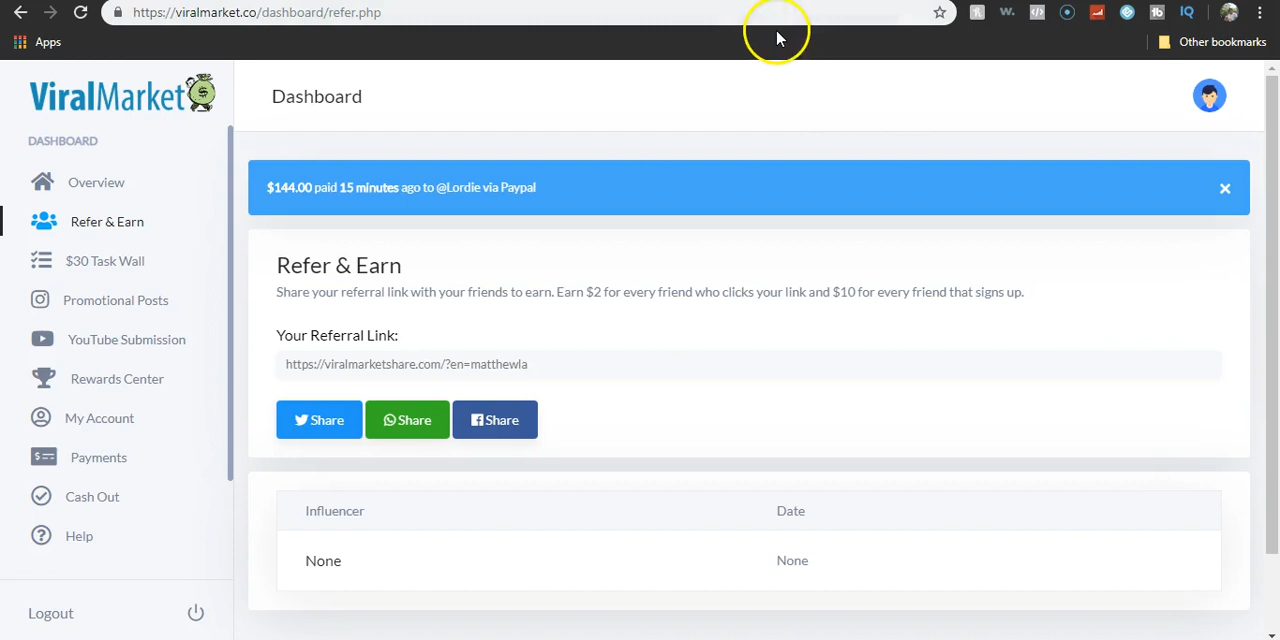 https://viralmarket.co/dashboard/refer.php
Apps
Other bookmarks
ViralMarket
Dashboard
DASHBOARD
Overview
Refer & Earn
$30 Task Wall
Promotional Posts
YouTube Submission
Rewards Center
My Account
Payments
Cash Out
Help
Logout
$144.00 paid 15 minutes ago to @Lordie via Paypal
Refer & Earn
Share your referral link with your friends to earn. Earn $2 for every friend who clicks your link and $10 for every friend that signs up.
Your Referral Link:
https://viralmarketshare.com/?en=matthewla
Share Share Share
Influencer Date
None None